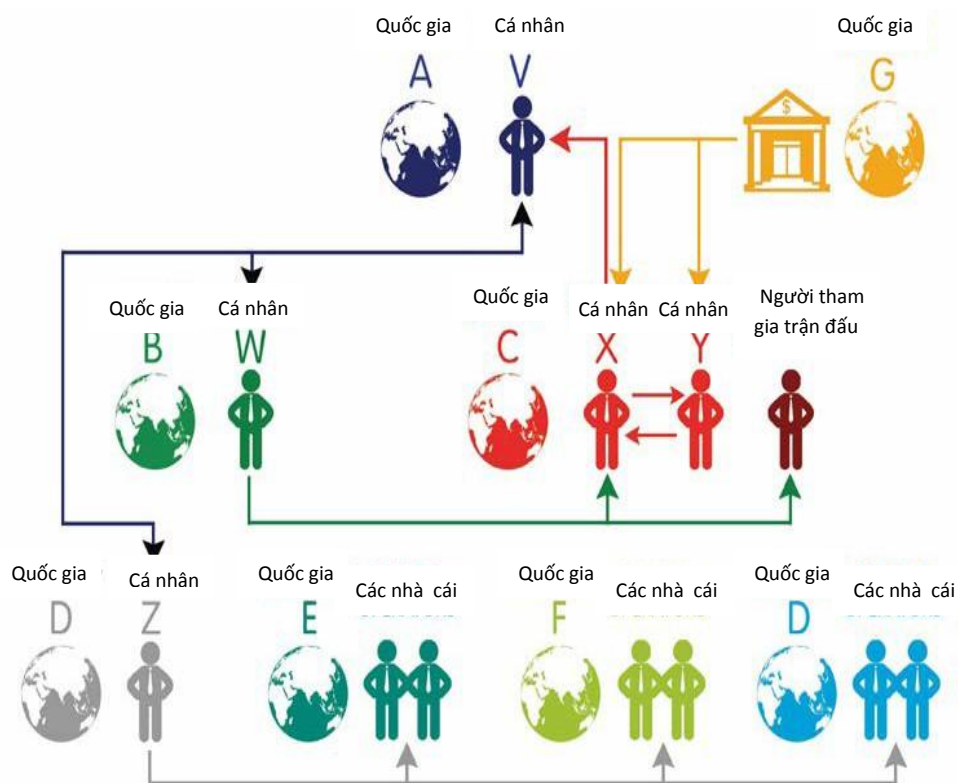 Quốc gia Cá nhân Quốc gia
A V G
$
Quốc gia Cá nhân Quốc gia Cá nhân Cá nhân Người tham
gia trận đấu
B W C X Y
Quốc gia Cá nhân Quốc gia Các nhà cái Quốc gia Các nhà cái Quốc gia Các nhà cái
D Z E F D